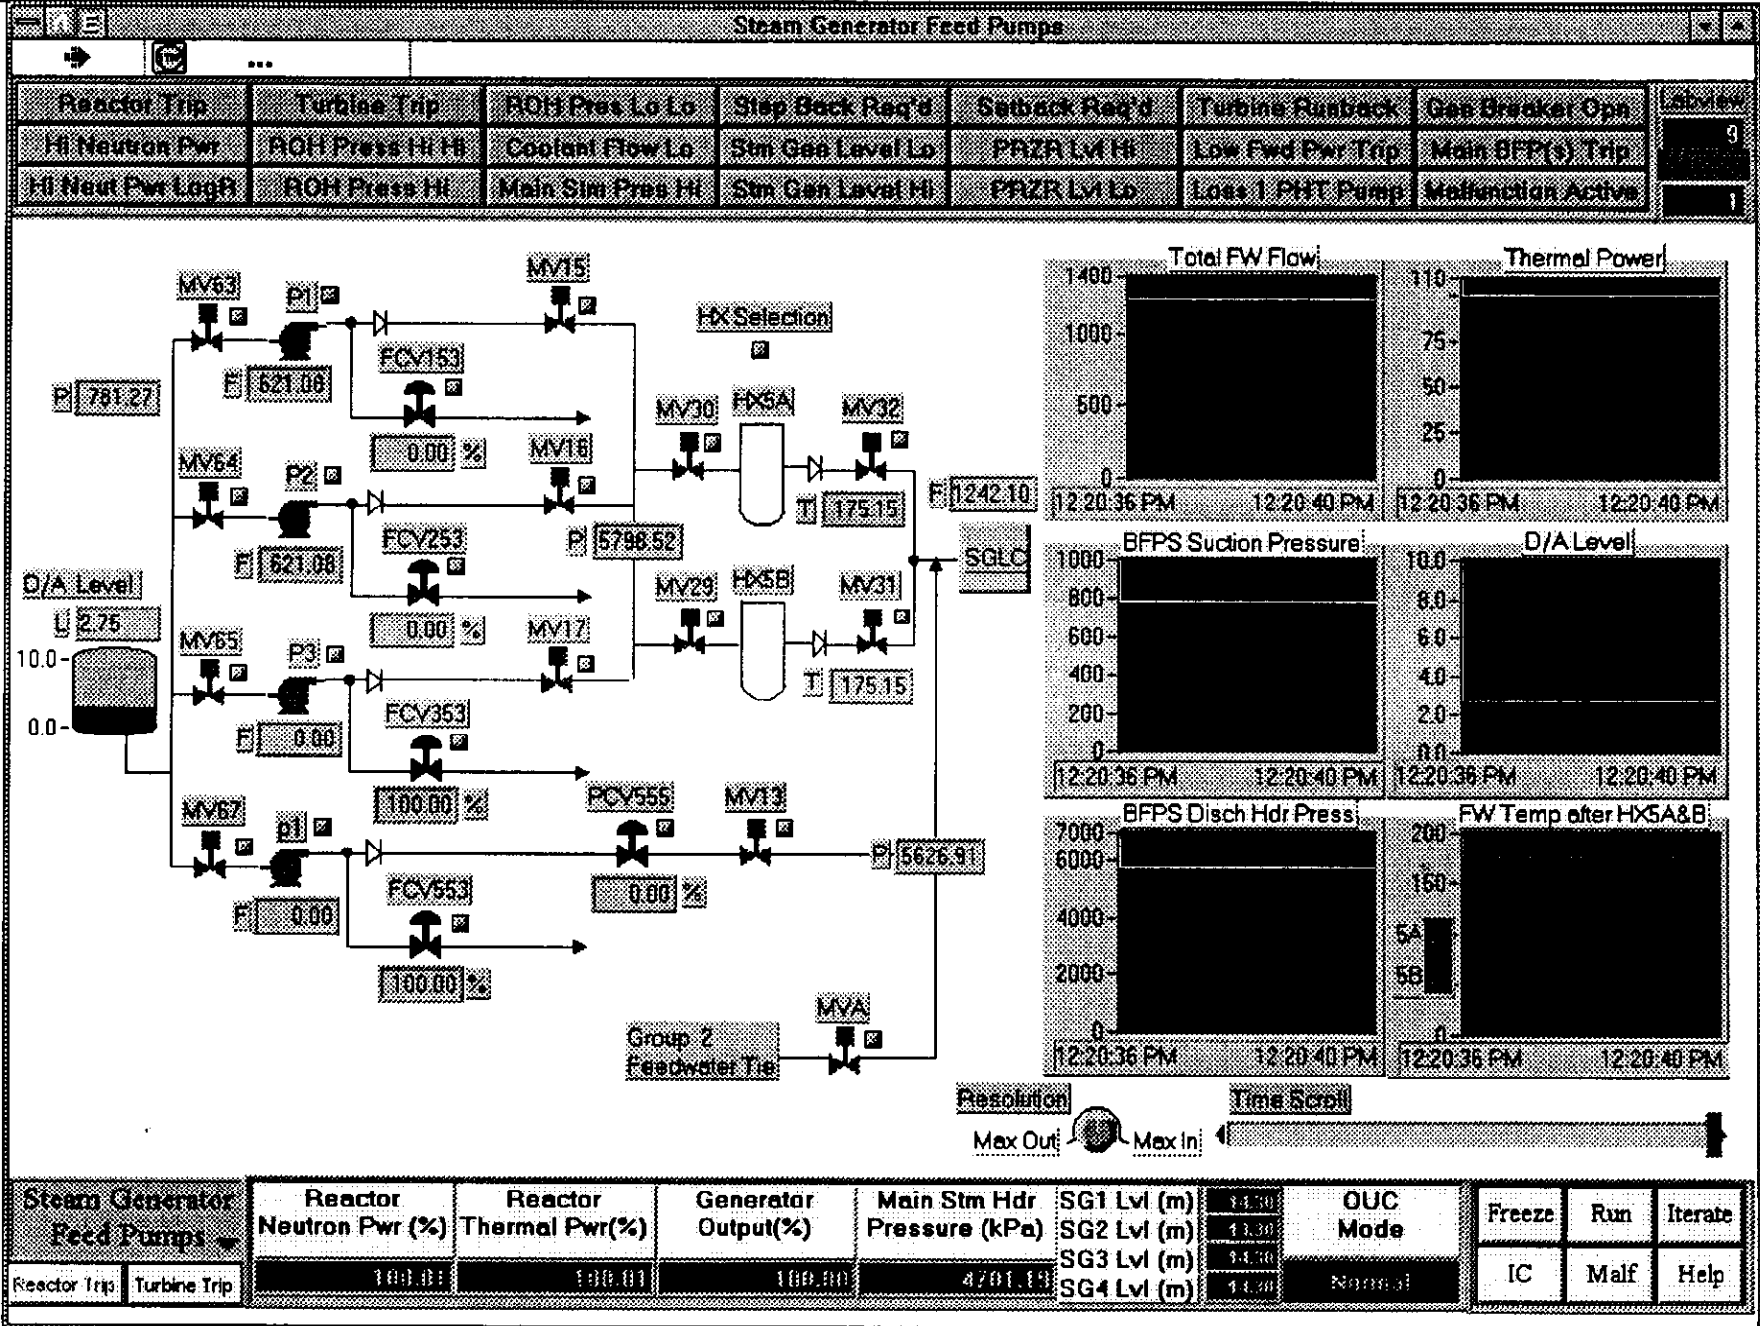 Steam Generator Feed Pumps
...
Reactor Trip Turbine Trip ROH Pres Lo Lo Step Back Req'd Setback Req'd Turbine Runback Gen Breaker Opn Labview
Hi Neutron Pwr ROH Press Hi Hi Coolant Flow Lo Stm Gen Level Lo PRZR Lvl Hi Low Fwd Pwr Trip Main BFP(s) Trip
Hi Neut Pwr LogR ROH Press Hi Main Stm Pres Hi Stm Gen Level Hi PRZR Lvl Lo Loss 1 PHT Pump Malfunction Active
1
MV63
P1
MV15
HX Selection
F 621.08
FCV153
P 781.27
0.00 %
MV30
HX5A
MV32
MV64
P2
MV16
T 175.15
F 1242.10
F 621.08
FCV253
P 5798.52
SGLC
0.00 %
MV29
HX5B
MV31
D/A Level
L 2.75
10.0
0.0
MV65
P3
MV17
T 175.15
F 0.00
FCV353
100.00 %
MV67
p1
PCV555
MV13
F 0.00
FCV553
0.00 %
P 5626.91
100.00 %
MVA
Group 2
Feedwater Tie
Total FW Flow
1400
1000
500
0
12:20:36 PM 12:20:40 PM
Thermal Power
110
75
50
25
0
12:20:36 PM 12:20:40 PM
BFPS Suction Pressure
1000
800
600
400
200
0
12:20:36 PM 12:20:40 PM
D/A Level
10.0
8.0
6.0
4.0
2.0
0.0
12:20:36 PM 12:20:40 PM
BFPS Disch Hdr Press
7000
6000
4000
2000
0
12:20:36 PM 12:20:40 PM
FW Temp after HX5A&B
200
150
5A
5B
0
12:20:36 PM 12:20:40 PM
Resolution
Max Out Max In
Time Scroll
Steam Generator
Feed Pumps
Reactor Trip Turbine Trip
Reactor
Neutron Pwr (%)
100.01
Reactor
Thermal Pwr(%)
100.01
Generator
Output(%)
100.00
Main Stm Hdr
Pressure (kPa)
SG1 Lvl (m)
SG2 Lvl (m)
SG3 Lvl (m)
SG4 Lvl (m)
OUC
Mode
Normal
Freeze Run Iterate
IC Malf Help